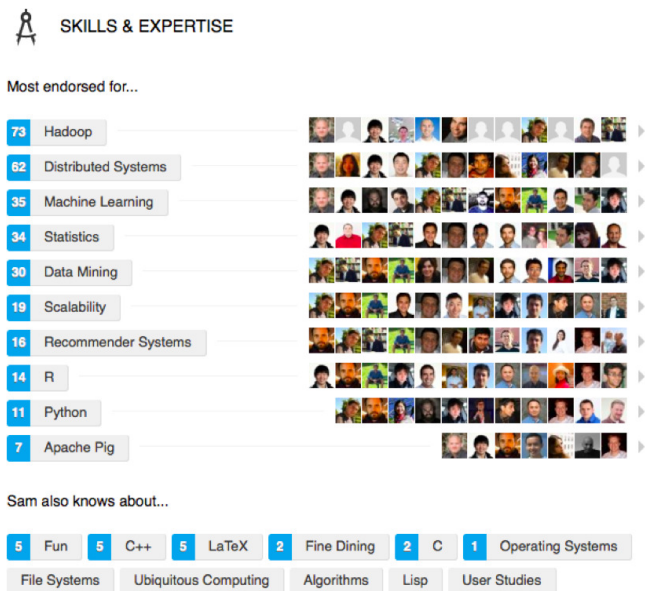 SKILLS & EXPERTISE
Most endorsed for...
73 Hadoop
62 Distributed Systems
35 Machine Learning
34 Statistics
30 Data Mining
19 Scalability
16 Recommender Systems
14 R
11 Python
7 Apache Pig
Sam also knows about...
5 Fun 5 C++ 5 LaTeX 2 Fine Dining 2 C 1 Operating Systems
File Systems Ubiquitous Computing Algorithms Lisp User Studies